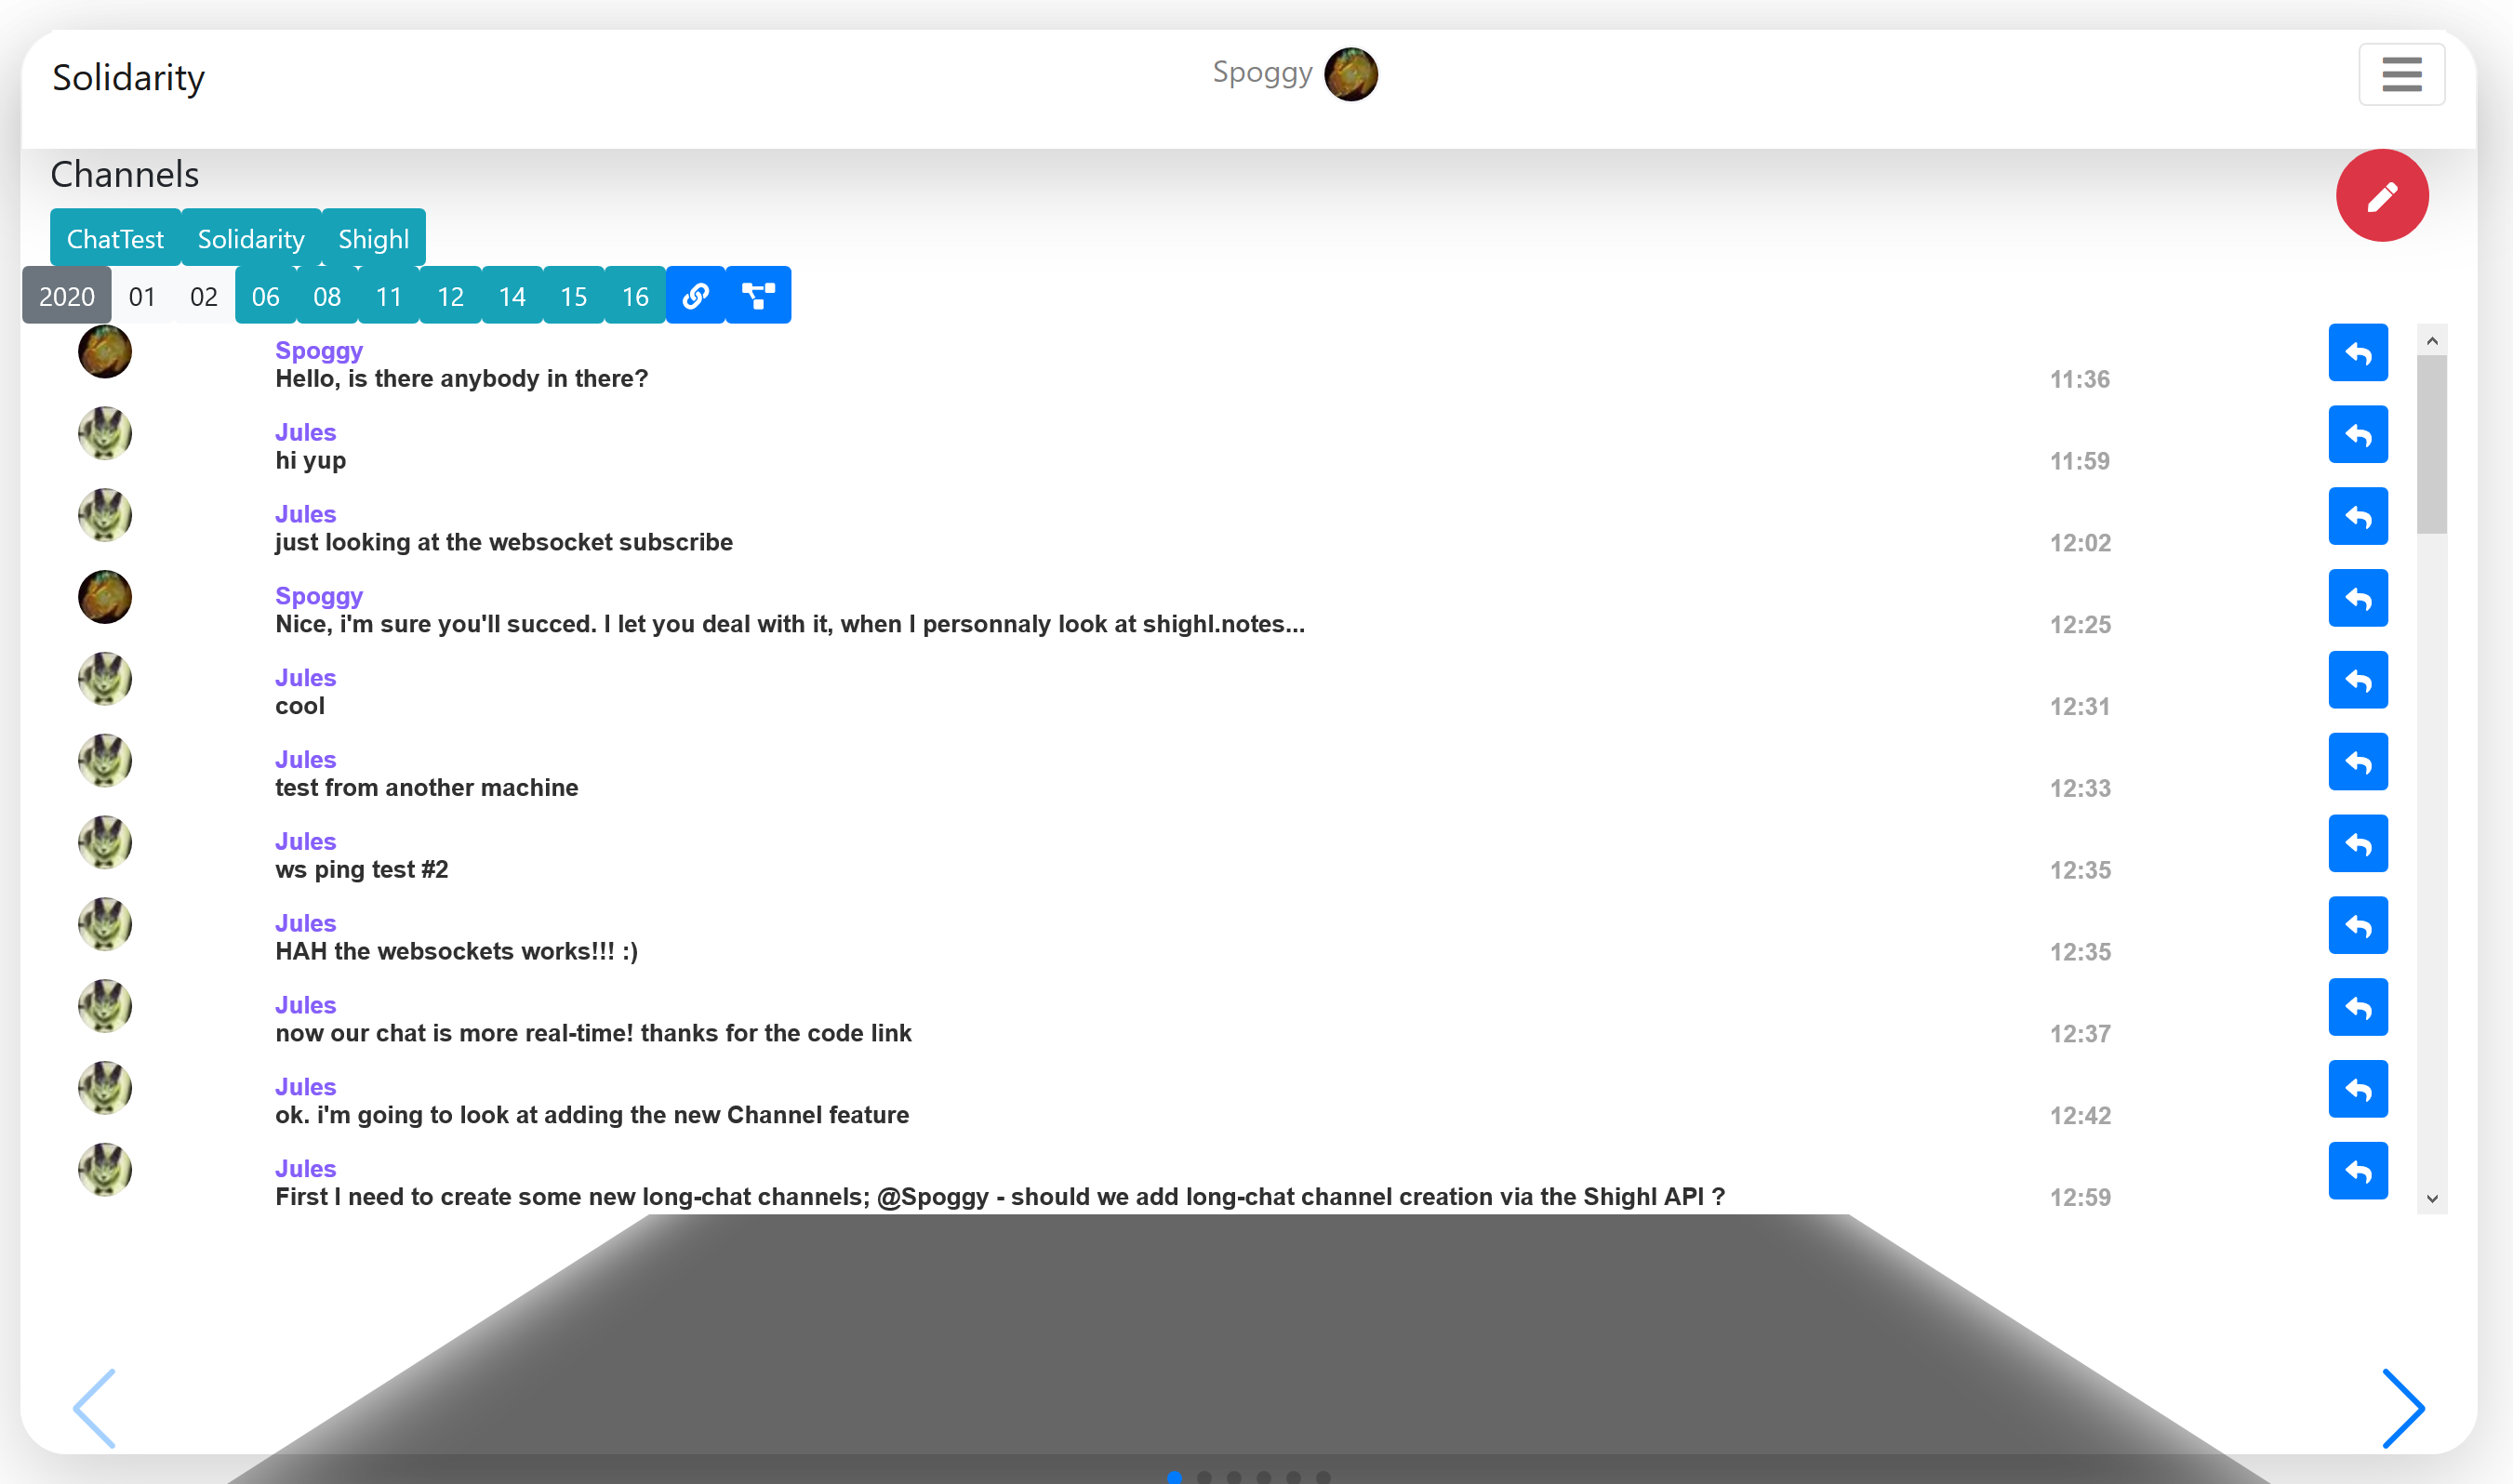 Solidarity
Spoggy
Channels
ChatTest Solidarity Shighl
2020 01 02 06 08 11 12 14 15 16
Spoggy
Hello, is there anybody in there?
11:36
Jules
hi yup
11:59
Jules
just looking at the websocket subscribe
12:02
Spoggy
Nice, i'm sure you'll succed. I let you deal with it, when I personnaly look at shighl.notes...
12:25
Jules
cool
12:31
Jules
test from another machine
12:33
Jules
ws ping test #2
12:35
Jules
HAH the websockets works!!! :)
12:35
Jules
now our chat is more real-time! thanks for the code link
12:37
Jules
ok. i'm going to look at adding the new Channel feature
12:42
Jules
First I need to create some new long-chat channels; @Spoggy - should we add long-chat channel creation via the Shighl API ?
12:59